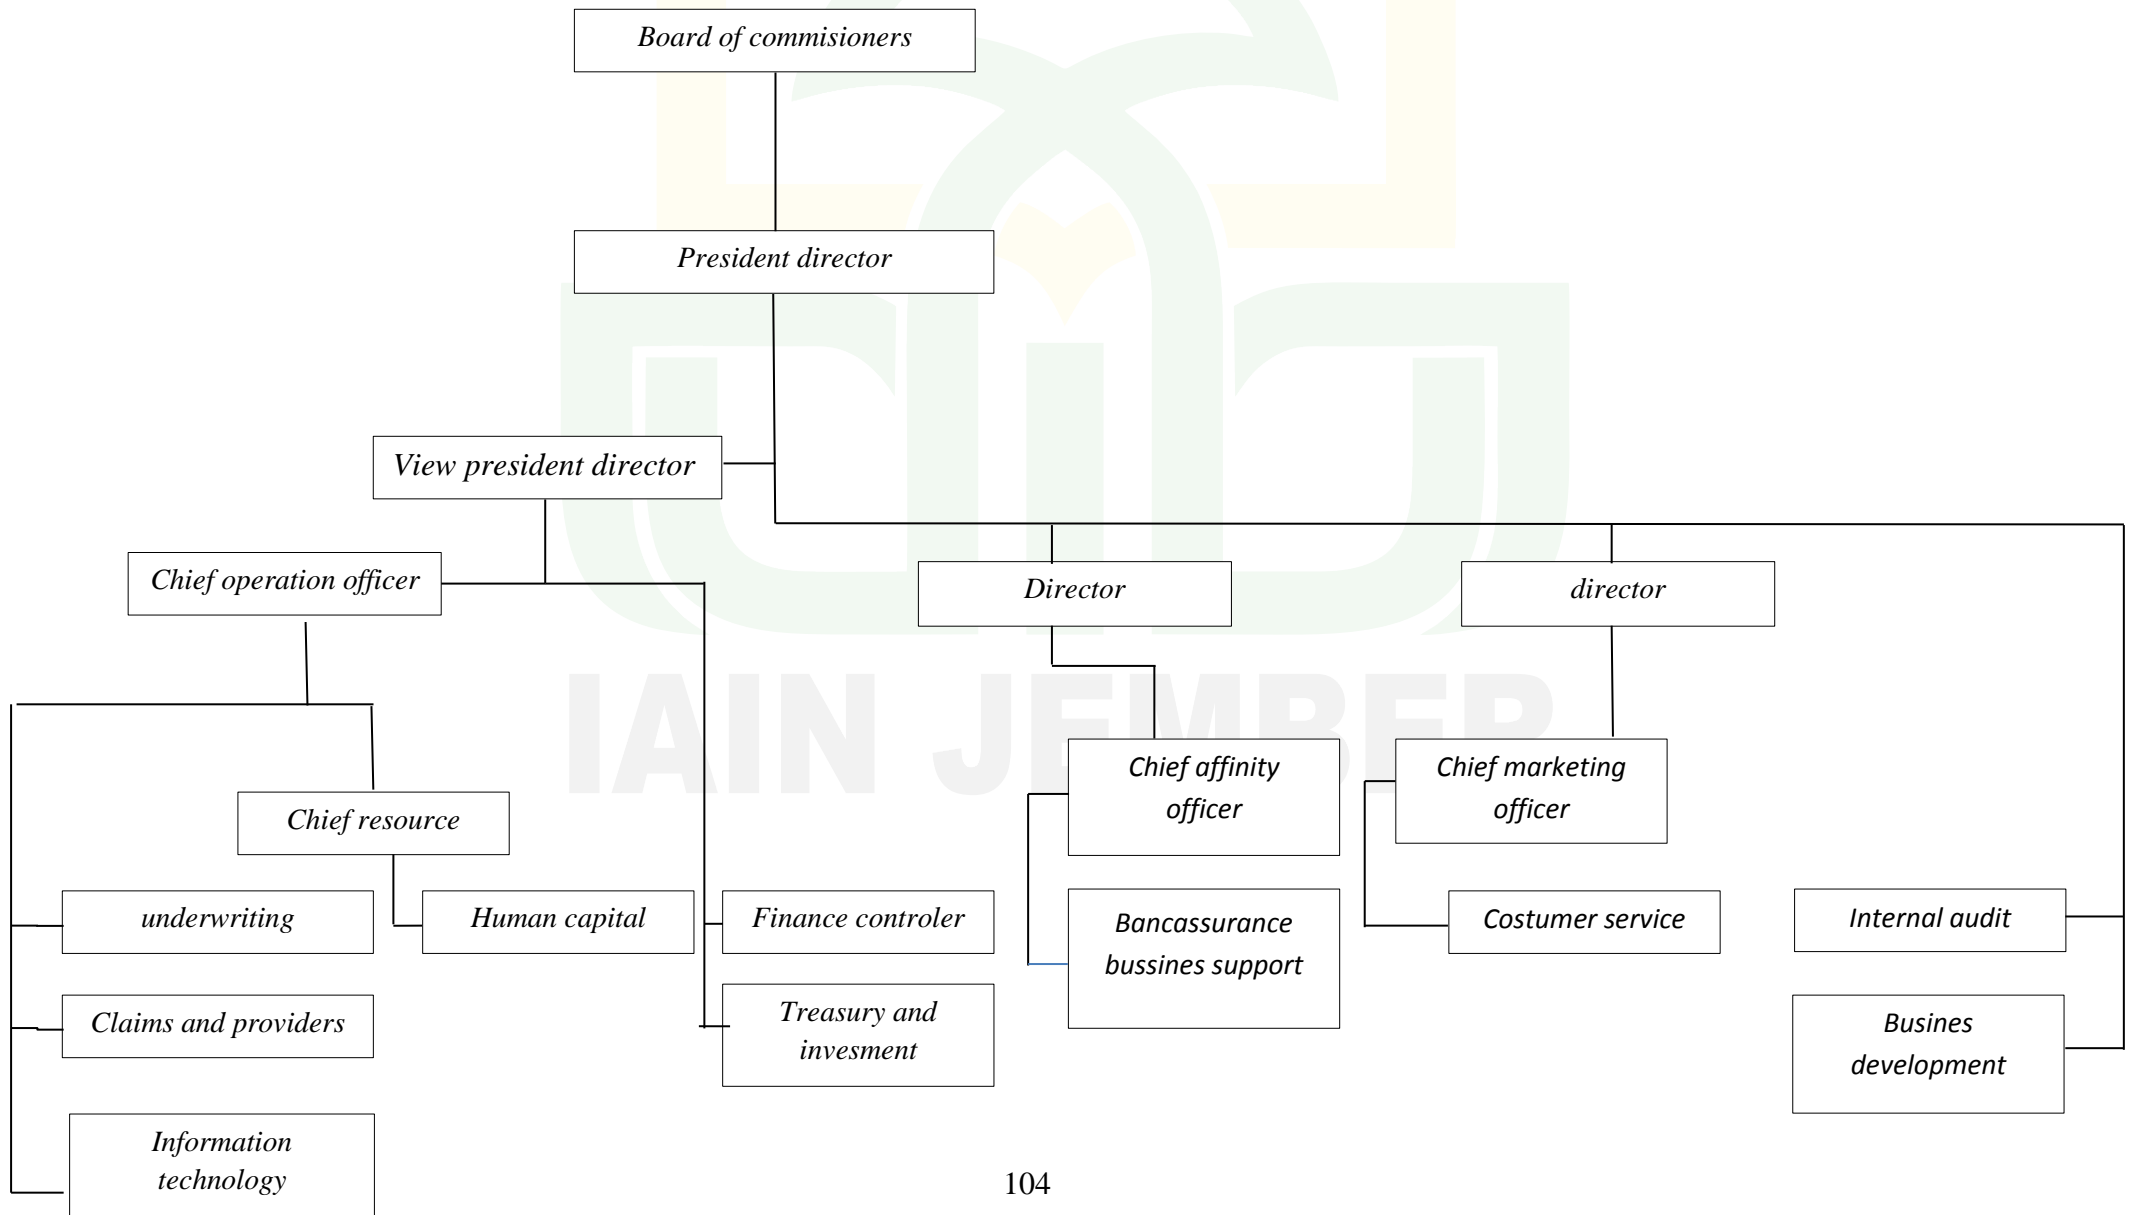 Board of commisioners
President director
View president director
Chief operation officer
Director
director
IAIN JEMBER
Chief affinity
officer
Chief marketing
officer
Chief resource
underwriting
Human capital
Finance controler
Bancassurance
bussines support
Costumer service
Internal audit
Claims and providers
Treasury and
invesment
Busines
development
Information
technology
104